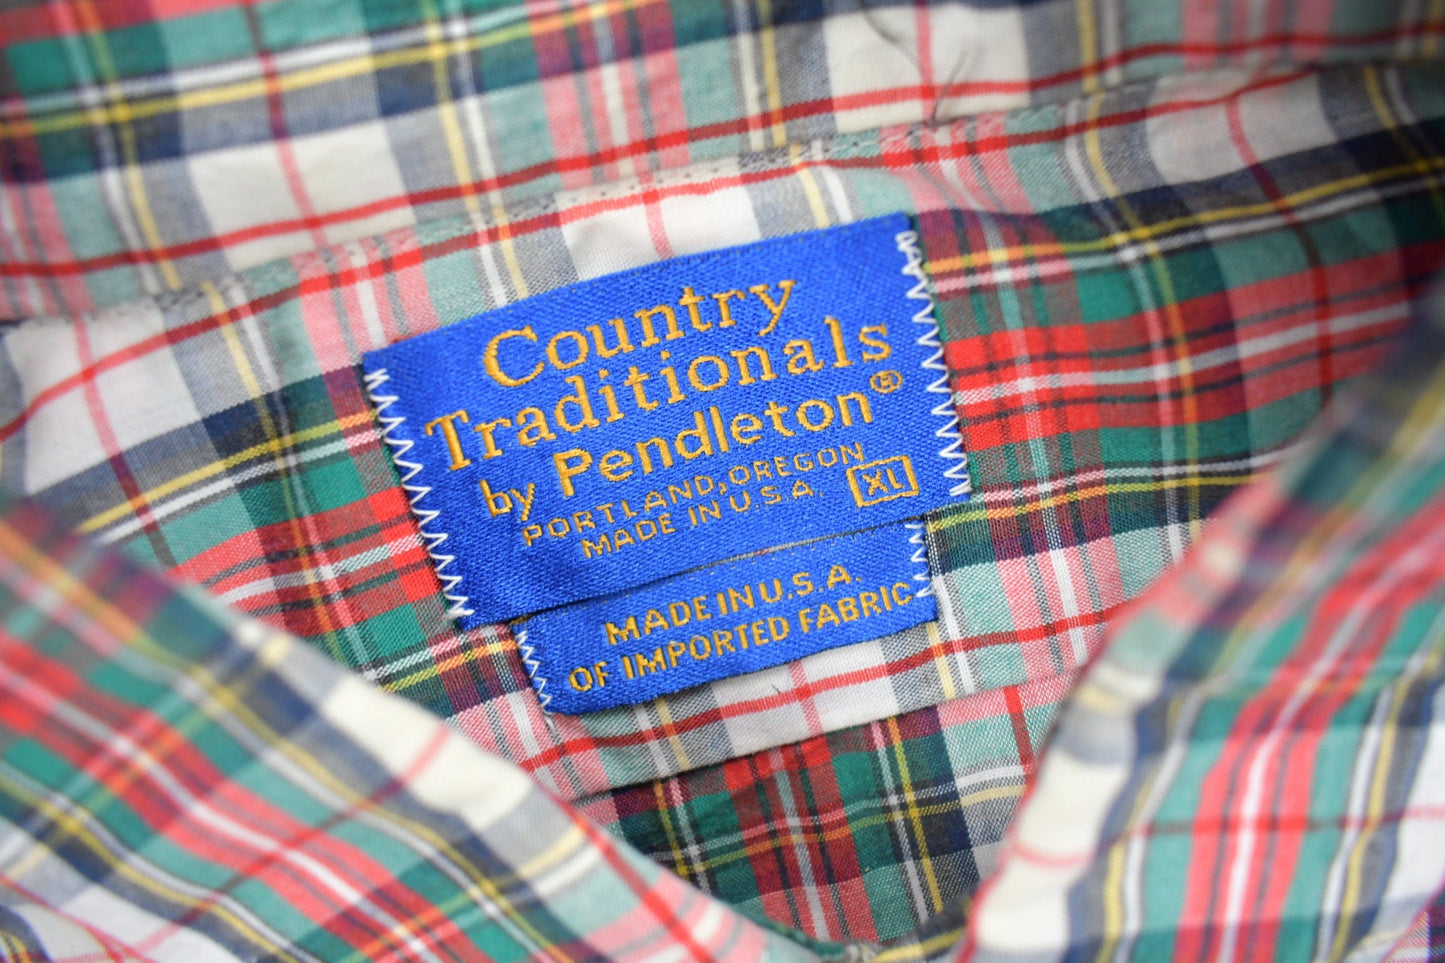 Country
Traditionals
by Pendleton®
PORTLAND, OREGON
MADE IN U.S.A.
XL
MADE IN U.S.A.
OF IMPORTED FABRIC